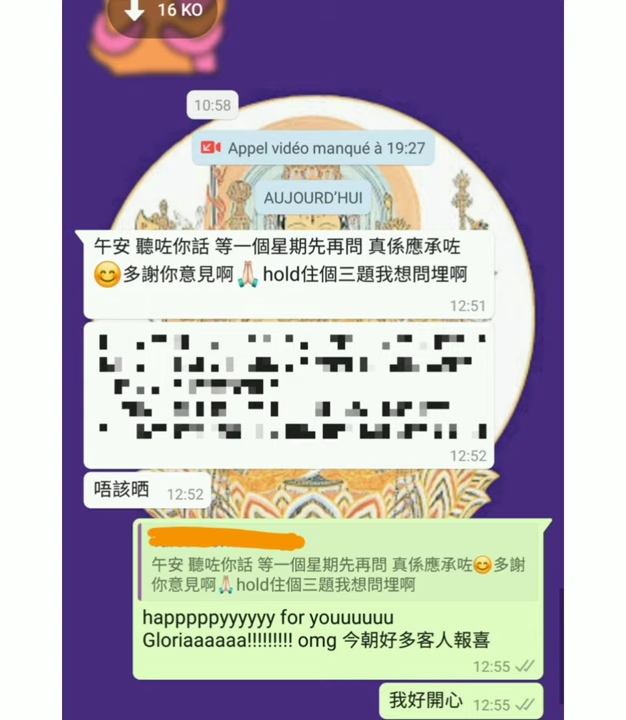 16 KO
10:58
Appel vidéo manqué à 19:27
AUJOURD'HUI
午安 聽咗你話 等一個星期先再問 真係應承咗
😊多謝你意見啊🙏🏻hold住個三題我想問埋啊
12:51
12:52
唔該晒 12:52
午安 聽咗你話 等一個星期先再問 真係應承咗😊多謝
你意見啊🙏🏻hold住個三題我想問埋啊
happpppyyyyyy for youuuuuu
Gloriaaaaaa!!!!!!!!! omg 今朝好多客人報喜
12:55
我好開心 12:55